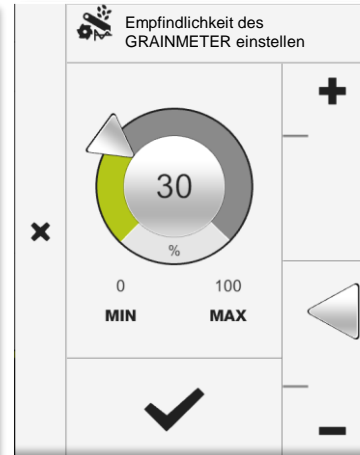 Empfindlichkeit des
GRAINMETER einstellen
30
%
0 100
MIN MAX